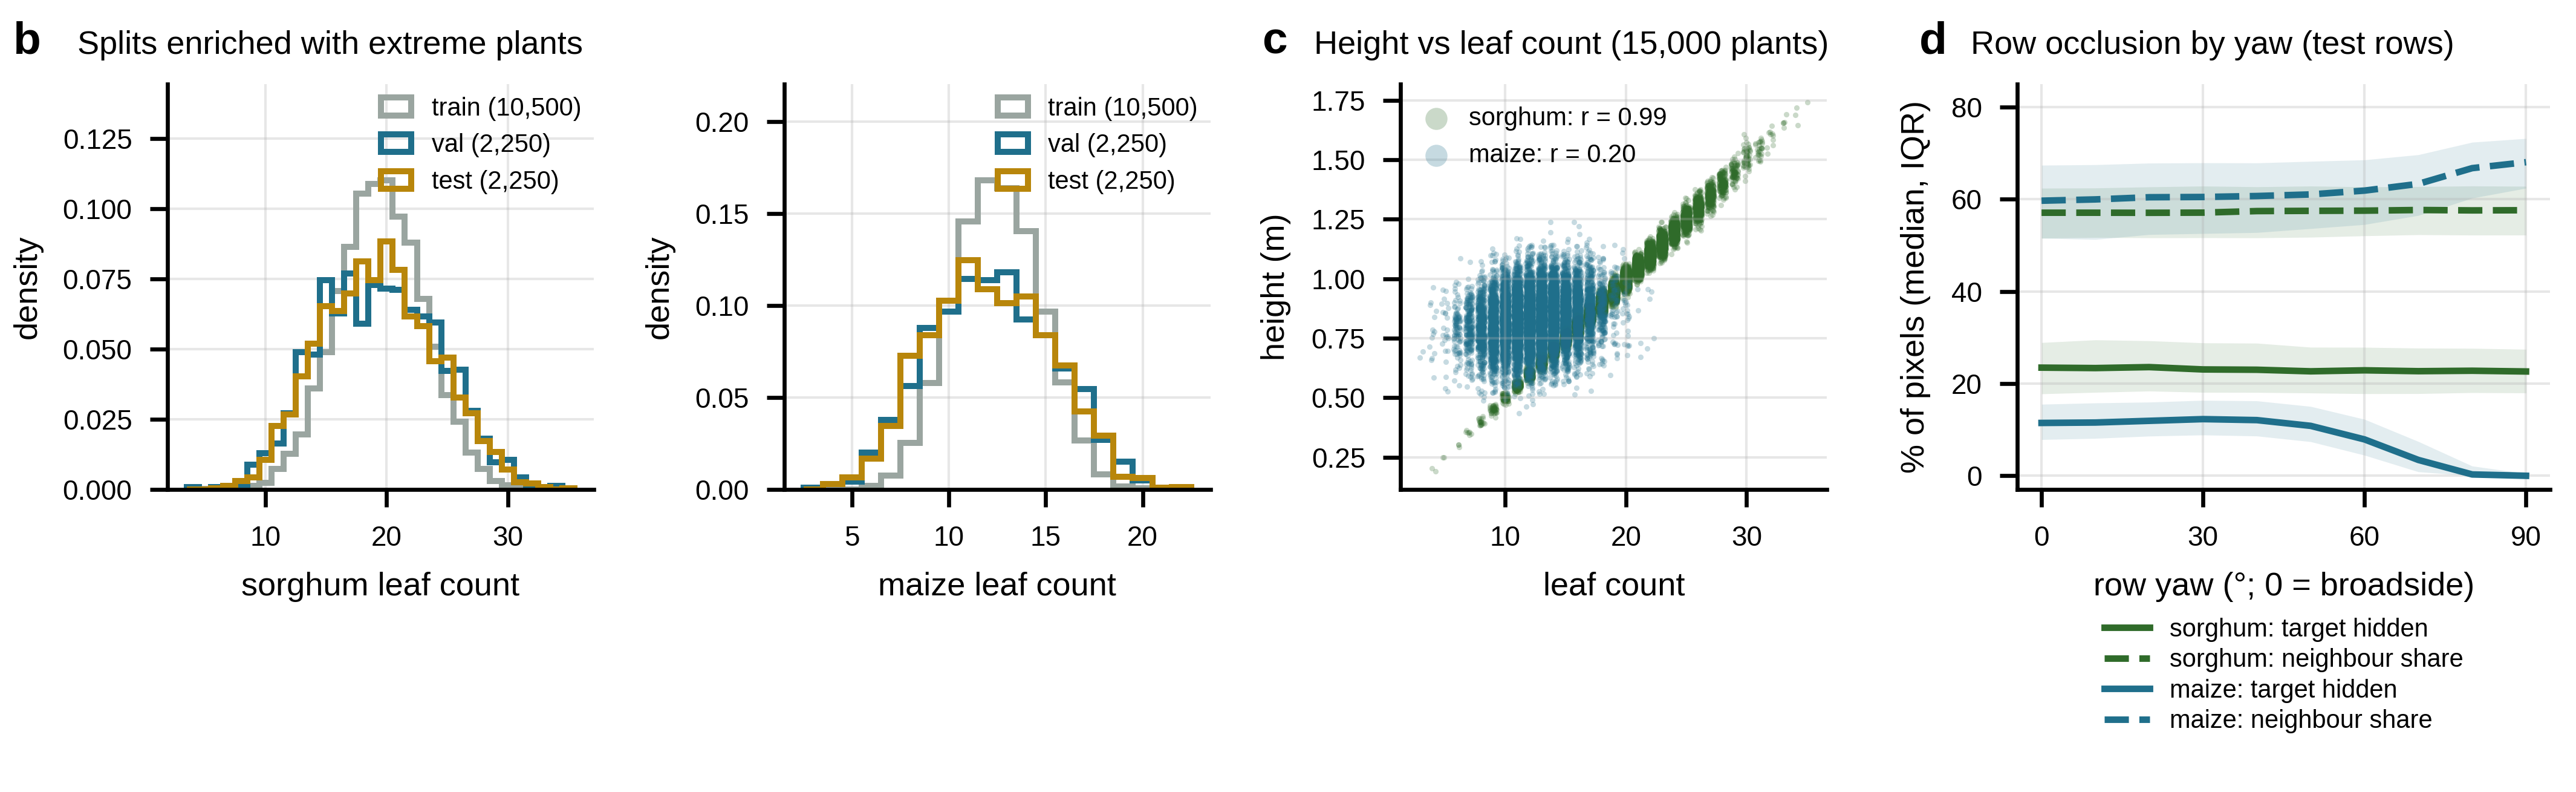 b Splits enriched with extreme plants
train (10,500)
val (2,250)
test (2,250)
0.125
0.100
0.075
0.050
0.025
0.000
density
10 20 30
sorghum leaf count
train (10,500)
val (2,250)
test (2,250)
0.20
0.15
0.10
0.05
0.00
density
5 10 15 20
maize leaf count
c Height vs leaf count (15,000 plants)
sorghum: r = 0.99
maize: r = 0.20
1.75
1.50
1.25
1.00
0.75
0.50
0.25
height (m)
10 20 30
leaf count
d Row occlusion by yaw (test rows)
80
60
40
20
0
% of pixels (median, IQR)
0 30 60 90
row yaw (°; 0 = broadside)
sorghum: target hidden
sorghum: neighbour share
maize: target hidden
maize: neighbour share